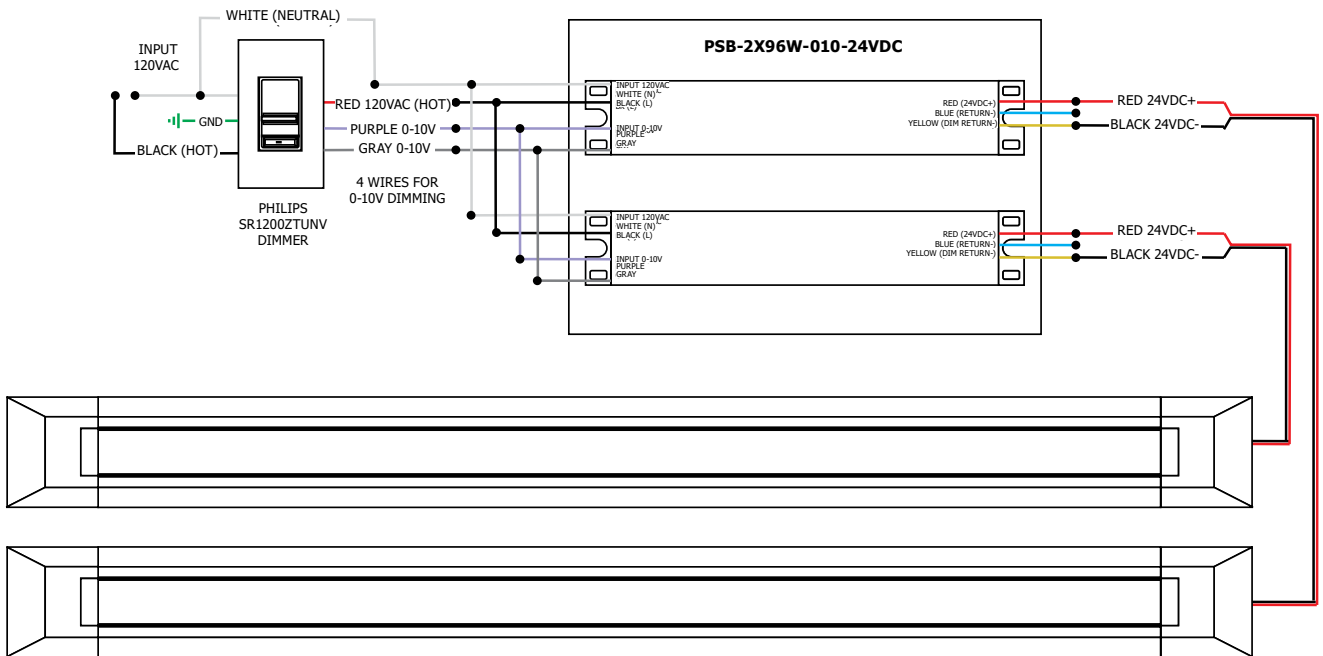 WHITE (NEUTRAL)
INPUT
120VAC
GND
BLACK (HOT)
PHILIPS
SR1200ZTUNV
DIMMER
RED 120VAC (HOT)
PURPLE 0-10V
GRAY 0-10V
4 WIRES FOR
0-10V DIMMING
PSB-2X96W-010-24VDC
INPUT 120VAC
WHITE (N)
BLACK (L)
INPUT 0-10V
PURPLE
GRAY
RED (24VDC+)
BLUE (RETURN-)
YELLOW (DIM RETURN-)
RED 24VDC+
BLACK 24VDC-
INPUT 120VAC
WHITE (N)
BLACK (L)
INPUT 0-10V
PURPLE
GRAY
RED (24VDC+)
BLUE (RETURN-)
YELLOW (DIM RETURN-)
RED 24VDC+
BLACK 24VDC-